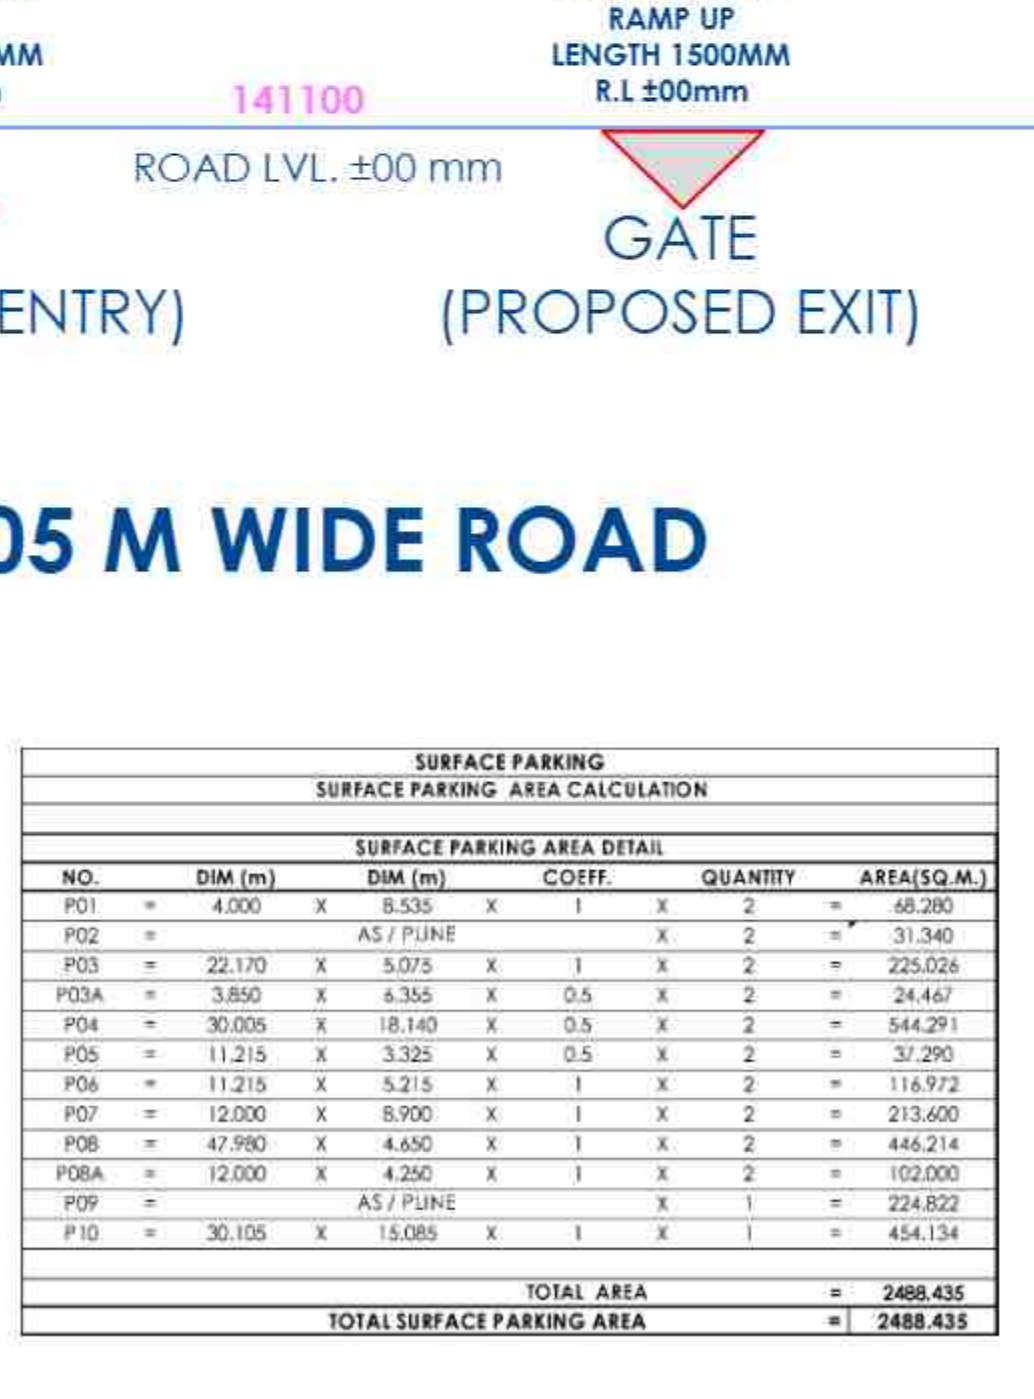 RAMP UP
MM LENGTH 1500MM
141100 R.L ±00mm
ROAD LVL. ±00 mm
GATE
ENTRY) (PROPOSED EXIT)
05 M WIDE ROAD
SURFACE PARKING
SURFACE PARKING AREA CALCULATION
SURFACE PARKING AREA DETAIL
NO. DIM (m) DIM (m) COEFF. QUANTITY AREA(SQ.M.)
P01 = 4.000 X 8.535 X 1 X 2 = 68.280
P02 = AS / PLINE X 2 = 31.340
P03 = 22.170 X 5.075 X 1 X 2 = 225.026
P03A = 3.850 X 6.355 X 0.5 X 2 = 24.467
P04 = 30.005 X 18.140 X 0.5 X 2 = 544.291
P05 = 11.215 X 3.325 X 0.5 X 2 = 37.290
P06 = 11.215 X 5.215 X 1 X 2 = 116.972
P07 = 12.000 X 8.900 X 1 X 2 = 213.600
P08 = 47.980 X 4.650 X 1 X 2 = 446.214
P08A = 12.000 X 4.250 X 1 X 2 = 102.000
P09 = AS / PLINE X 1 = 224.822
P10 = 30.105 X 15.085 X 1 X 1 = 454.134
TOTAL AREA = 2488.435
TOTAL SURFACE PARKING AREA = 2488.435